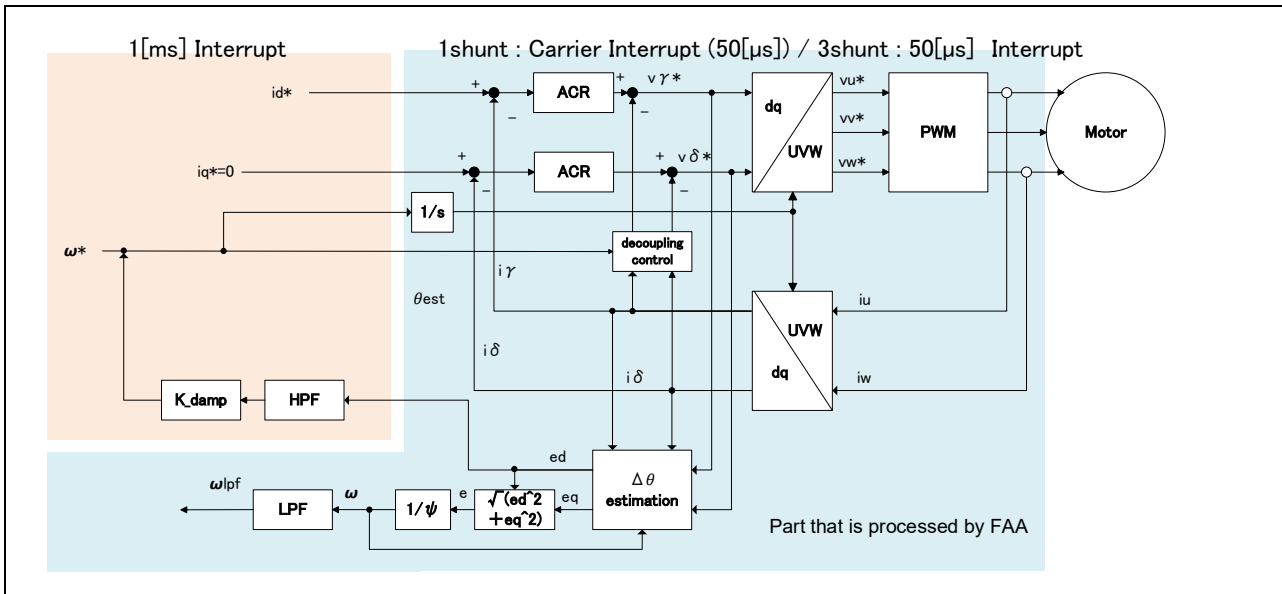 1[ms] Interrupt
1shunt : Carrier Interrupt (50[μs]) / 3shunt : 50[μs] Interrupt
id*
+
−
ACR
+
−
vγ*
dq
UVW
vu*
vv*
vw*
PWM
Motor
iq*=0
+
−
ACR
+
−
vδ*
1/s
ω*
decoupling
control
iγ
θest
iδ
iδ
UVW
dq
iu
iw
K_damp
HPF
ed
Δθ
estimation
ωlpf
LPF
ω
1/ψ
e
√(ed^2
+eq^2)
eq
Part that is processed by FAA